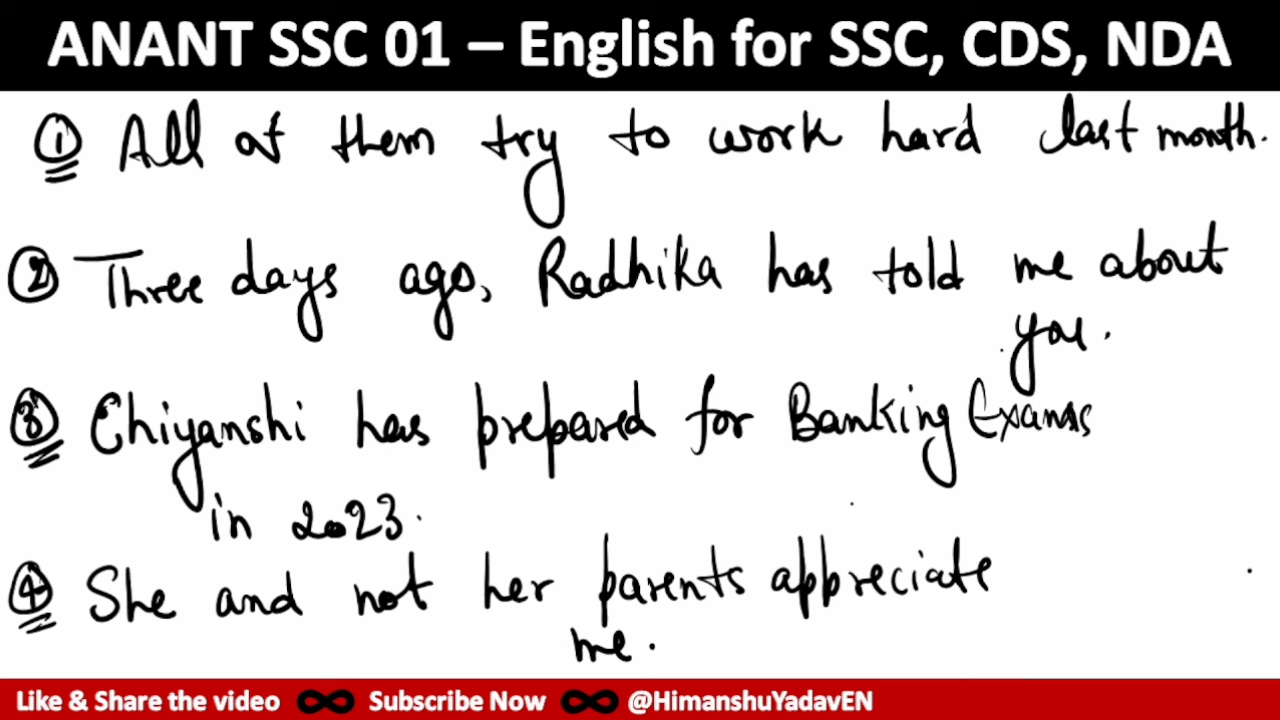 ANANT SSC 01 – English for SSC, CDS, NDA
① All of them try to work hard last month.
② Three days ago, Radhika has told me about
you.
③ Chiyanshi has prepared for Banking Exams
in 2023.
④ She and not her parents appreciate
me.
Like & Share the video Subscribe Now @HimanshuYadavEN